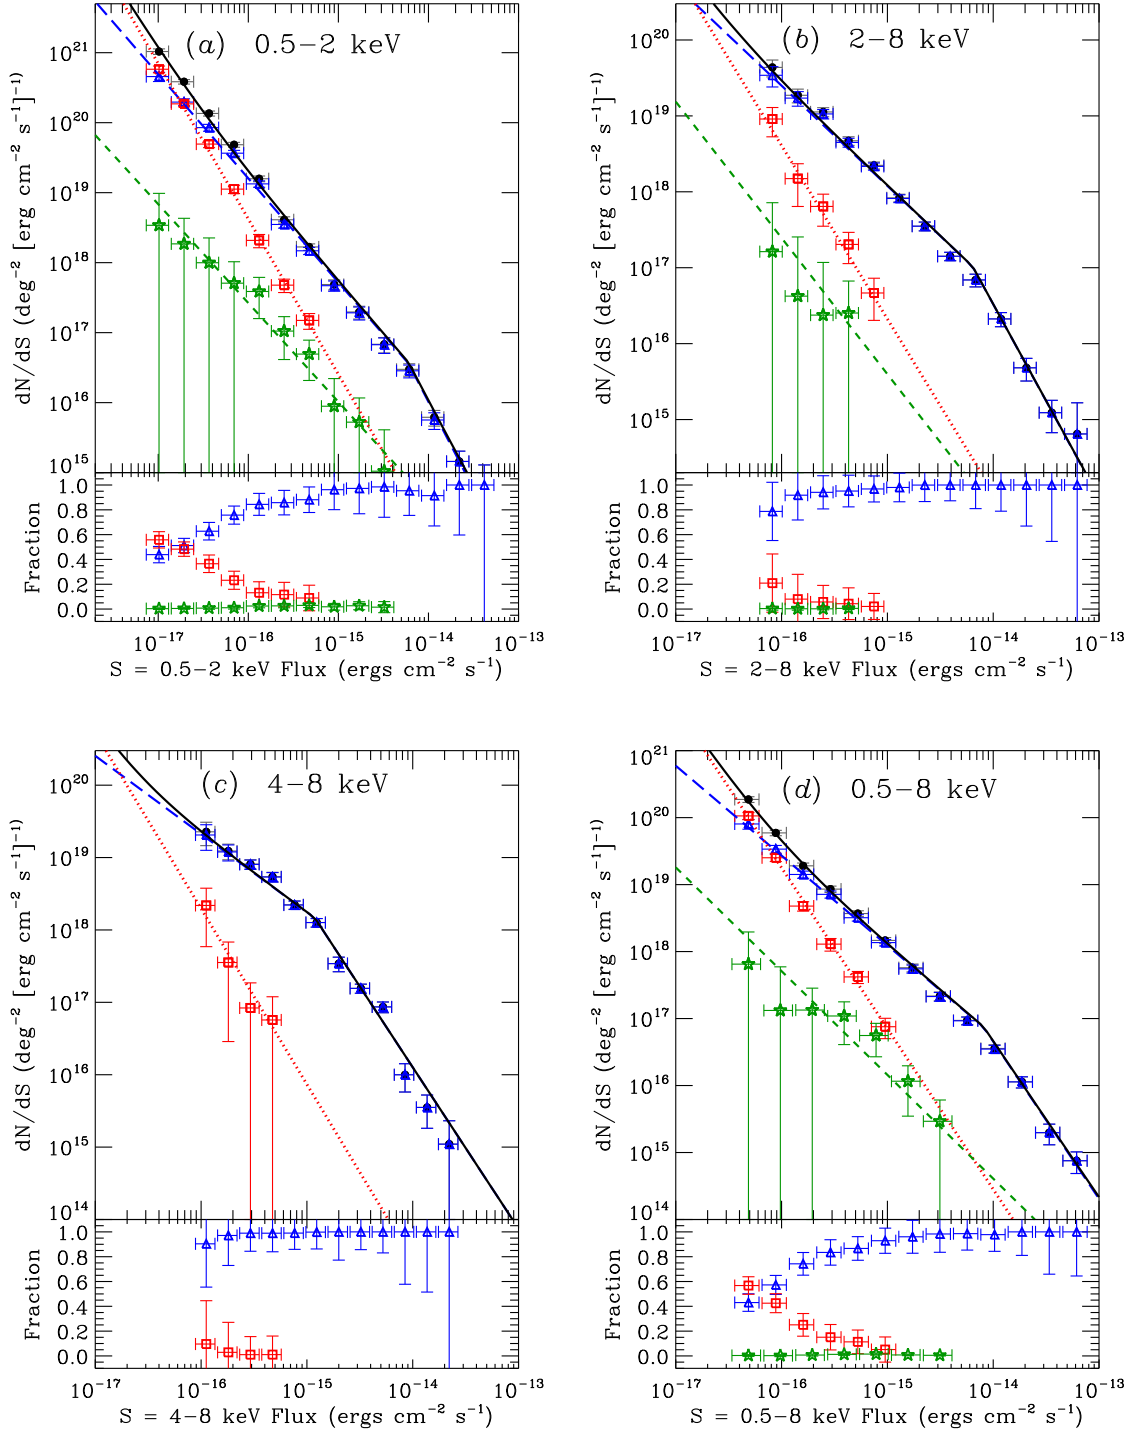 (a) 0.5–2 keV
dN/dS (deg⁻² [erg cm⁻² s⁻¹]⁻¹)
10²¹
10²⁰
10¹⁹
10¹⁸
10¹⁷
10¹⁶
10¹⁵
Fraction
1.0
0.8
0.6
0.4
0.2
0.0
10⁻¹⁷ 10⁻¹⁶ 10⁻¹⁵ 10⁻¹⁴ 10⁻¹³
S = 0.5–2 keV Flux (ergs cm⁻² s⁻¹)
(b) 2–8 keV
dN/dS (deg⁻² [erg cm⁻² s⁻¹]⁻¹)
10²⁰
10¹⁹
10¹⁸
10¹⁷
10¹⁶
10¹⁵
Fraction
1.0
0.8
0.6
0.4
0.2
0.0
10⁻¹⁷ 10⁻¹⁶ 10⁻¹⁵ 10⁻¹⁴ 10⁻¹³
S = 2–8 keV Flux (ergs cm⁻² s⁻¹)
(c) 4–8 keV
dN/dS (deg⁻² [erg cm⁻² s⁻¹]⁻¹)
10²⁰
10¹⁹
10¹⁸
10¹⁷
10¹⁶
10¹⁵
10¹⁴
Fraction
1.0
0.8
0.6
0.4
0.2
0.0
10⁻¹⁷ 10⁻¹⁶ 10⁻¹⁵ 10⁻¹⁴ 10⁻¹³
S = 4–8 keV Flux (ergs cm⁻² s⁻¹)
(d) 0.5–8 keV
dN/dS (deg⁻² [erg cm⁻² s⁻¹]⁻¹)
10²¹
10²⁰
10¹⁹
10¹⁸
10¹⁷
10¹⁶
10¹⁵
10¹⁴
Fraction
1.0
0.8
0.6
0.4
0.2
0.0
10⁻¹⁷ 10⁻¹⁶ 10⁻¹⁵ 10⁻¹⁴ 10⁻¹³
S = 0.5–8 keV Flux (ergs cm⁻² s⁻¹)